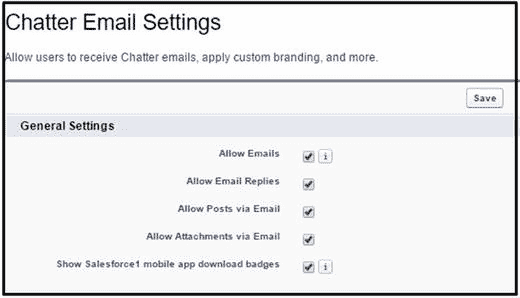 Chatter Email Settings
Allow users to receive Chatter emails, apply custom branding, and more.
Save
General Settings
Allow Emails i
Allow Email Replies
Allow Posts via Email
Allow Attachments via Email
Show Salesforce1 mobile app download badges i